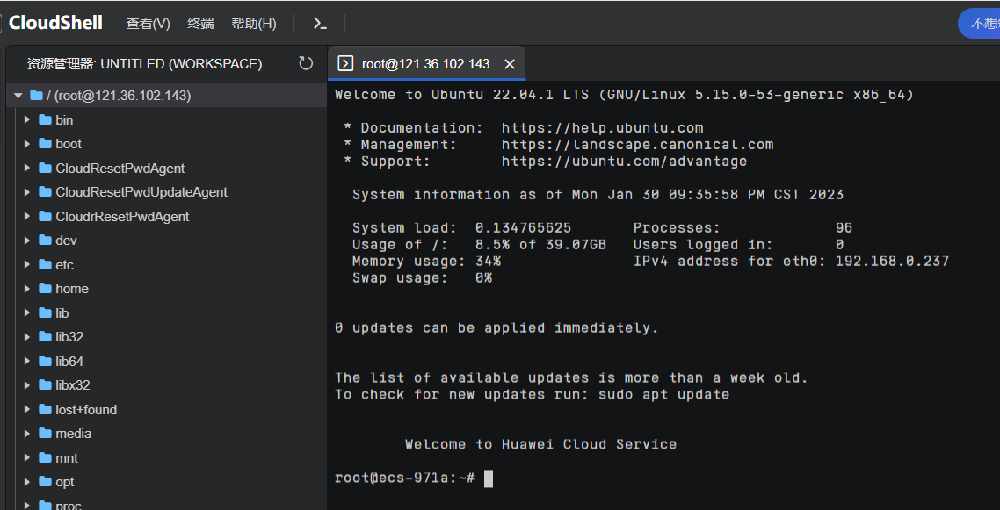 CloudShell 查看(V) 终端 帮助(H)
资源管理器: UNTITLED (WORKSPACE)
/ (root@121.36.102.143)
bin
boot
CloudResetPwdAgent
CloudResetPwdUpdateAgent
CloudrResetPwdAgent
dev
etc
home
lib
lib32
lib64
libx32
lost+found
media
mnt
opt
proc
不想
root@121.36.102.143
Welcome to Ubuntu 22.04.1 LTS (GNU/Linux 5.15.0-53-generic x86_64)
* Documentation: https://help.ubuntu.com
* Management: https://landscape.canonical.com
* Support: https://ubuntu.com/advantage
System information as of Mon Jan 30 09:35:58 PM CST 2023
System load: 0.134765625 Processes: 96
Usage of /: 8.5% of 39.07GB Users logged in: 0
Memory usage: 34% IPv4 address for eth0: 192.168.0.237
Swap usage: 0%
0 updates can be applied immediately.
The list of available updates is more than a week old.
To check for new updates run: sudo apt update
Welcome to Huawei Cloud Service
root@ecs-971a:~#